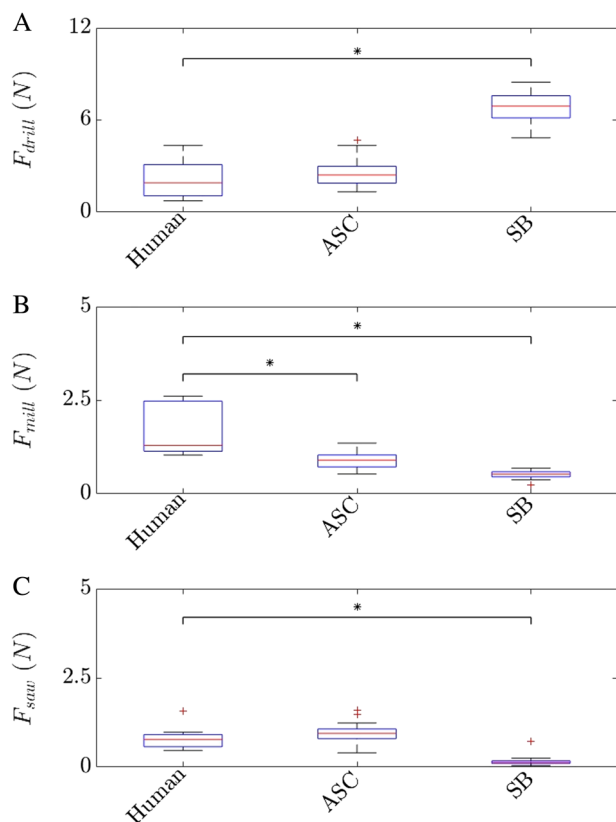 A
12
6
0
F_drill (N)
*
Human
ASC
+
SB
B
5
2.5
0
F_mill (N)
*
*
Human
ASC
SB
+
C
5
2.5
0
F_saw (N)
*
+
Human
+
+
ASC
+
SB